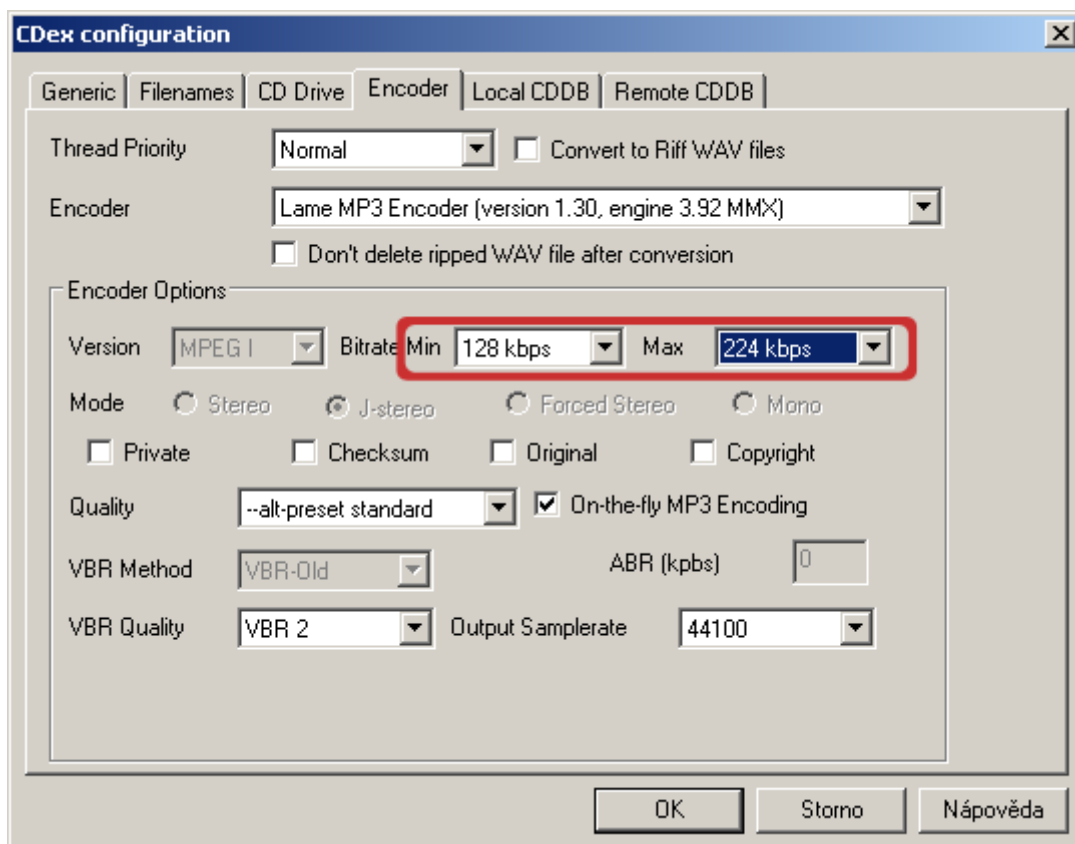 CDex configuration
Generic Filenames CD Drive Encoder Local CDDB Remote CDDB
Thread Priority Normal Convert to Riff WAV files
Encoder Lame MP3 Encoder (version 1.30, engine 3.92 MMX)
Don't delete ripped WAV file after conversion
Encoder Options
Version MPEG I Bitrate Min 128 kbps Max 224 kbps
Mode Stereo J-stereo Forced Stereo Mono
Private Checksum Original Copyright
Quality --alt-preset standard On-the-fly MP3 Encoding
VBR Method VBR-Old ABR (kpbs) 0
VBR Quality VBR 2 Output Samplerate 44100
OK Storno Nápověda